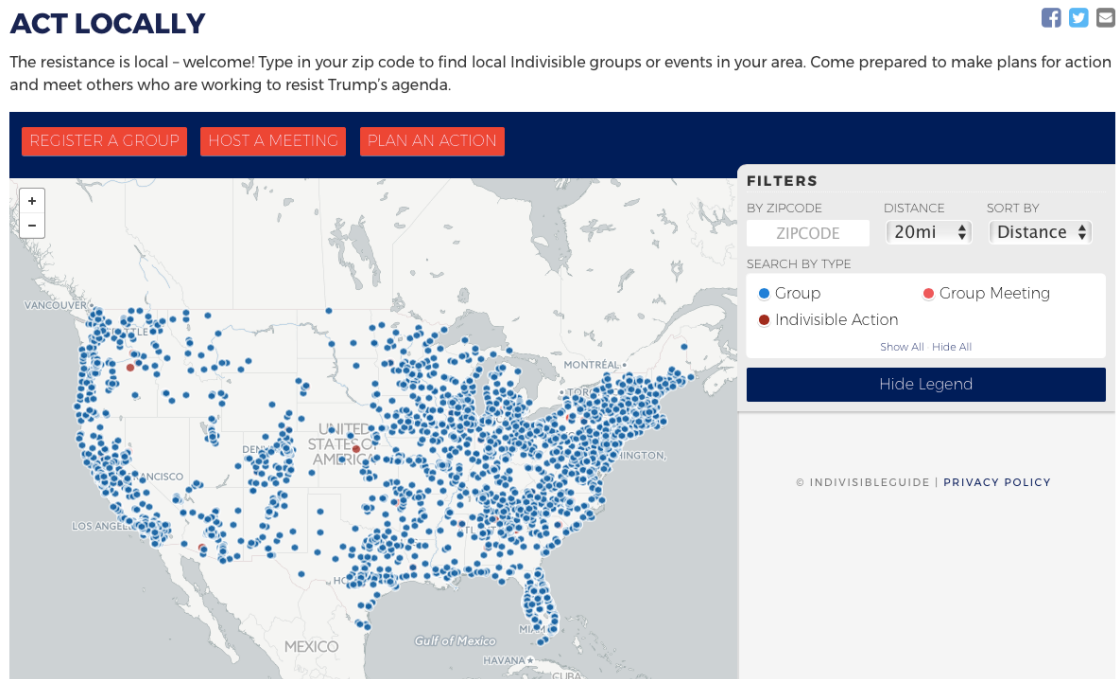 ACT LOCALLY
The resistance is local – welcome! Type in your zip code to find local Indivisible groups or events in your area. Come prepared to make plans for action
and meet others who are working to resist Trump's agenda.
REGISTER A GROUP HOST A MEETING PLAN AN ACTION
+
−
FILTERS
BY ZIPCODE DISTANCE SORT BY
ZIPCODE 20mi Distance
SEARCH BY TYPE
Group Group Meeting
Indivisible Action
Show All Hide All
Hide Legend
© INDIVISIBLEGUIDE | PRIVACY POLICY
VANCOUVER
MONTRÉAL
UNITED
STATES OF
AMERICA
MEXICO
Gulf of Mexico
HAVANA
CUBA